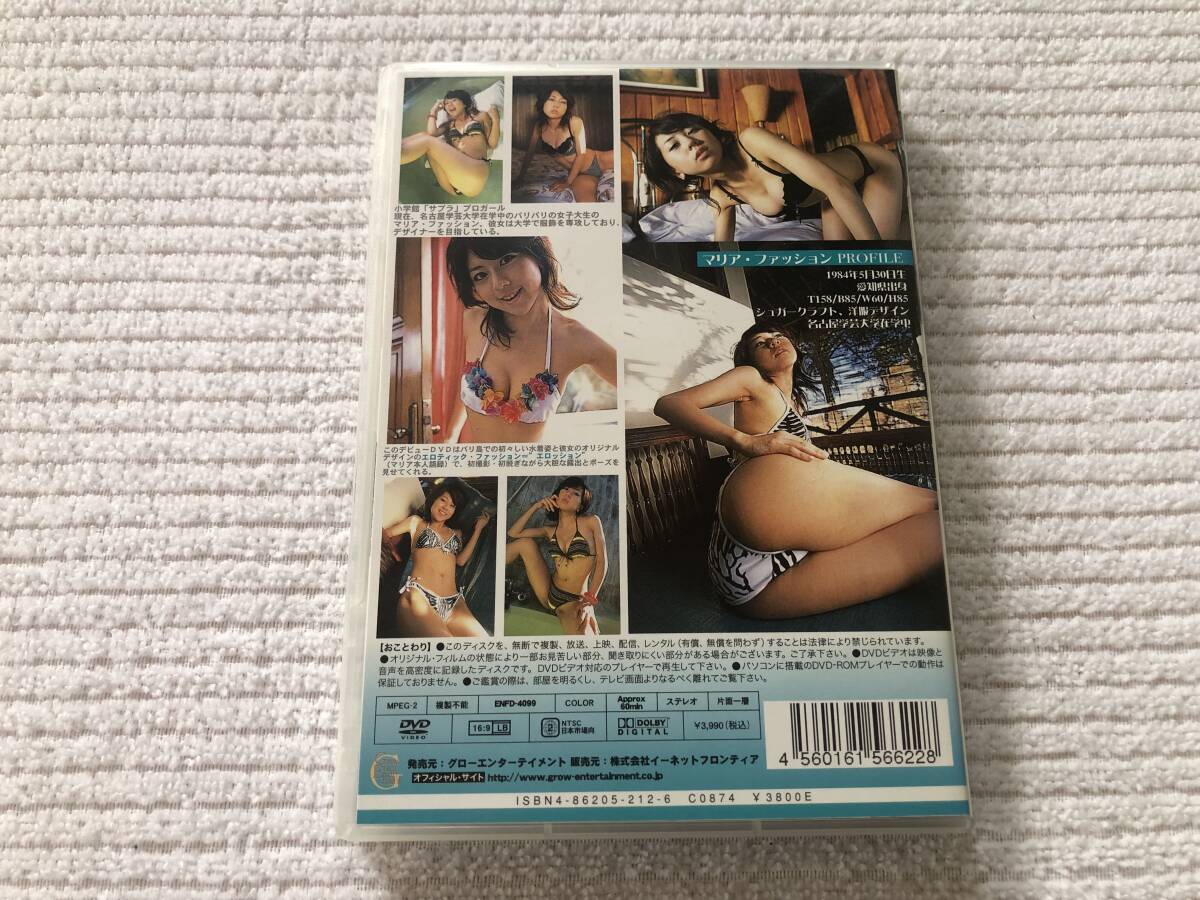 小学館「サブラ」プロガール
現在、名古屋学芸大学在学中のバリバリの女子大生の
マリア・ファッション、彼女は大学で服飾を専攻しており、
デザイナーを目指している。
マリア・ファッション PROFILE
1984年5月30日生
愛知県出身
T158/B85/W60/H85
シュガークラフト、洋服デザイン
名古屋学芸大学在学中
このデビューDVDはバリ島での初々しい水着姿と彼女のオリジナル
デザインのエロティック・ファッション="エロッション"
(マリア本人語録)で、初撮影・初脱ぎながら大胆な露出とポーズを
見せてくれる。
【おことわり】●このディスクを、無断で複製、放送、上映、配信、レンタル(有償、無償を問わず)することは法律により禁じられています。
●オリジナル・フィルムの状態により一部お見苦しい部分、聞き取りにくい部分がある場合がございます。ご了承下さい。●DVDビデオは映像と
音声を高密度に記録したディスクです。DVDビデオ対応のプレイヤーで再生して下さい。●パソコンに搭載のDVD-ROMプレイヤーでの動作は
保証しておりません。●ご鑑賞の際は、部屋を明るくし、テレビ画面よりなるべく離れてご覧下さい。
MPEG-2 複製不能 ENFD-4099 COLOR Approx 60min ステレオ 片面一層
DVD VIDEO 16:9 LB 2 NTSC 日本市場向 DOLBY DIGITAL ¥3,990(税込)
4 560161 566228
G 発売元:グローエンターテイメント 販売元:株式会社イーネットフロンティア
オフィシャル・サイト http://www.grow-entertainment.co.jp
ISBN4-86205-212-6 C0874 ¥3800E